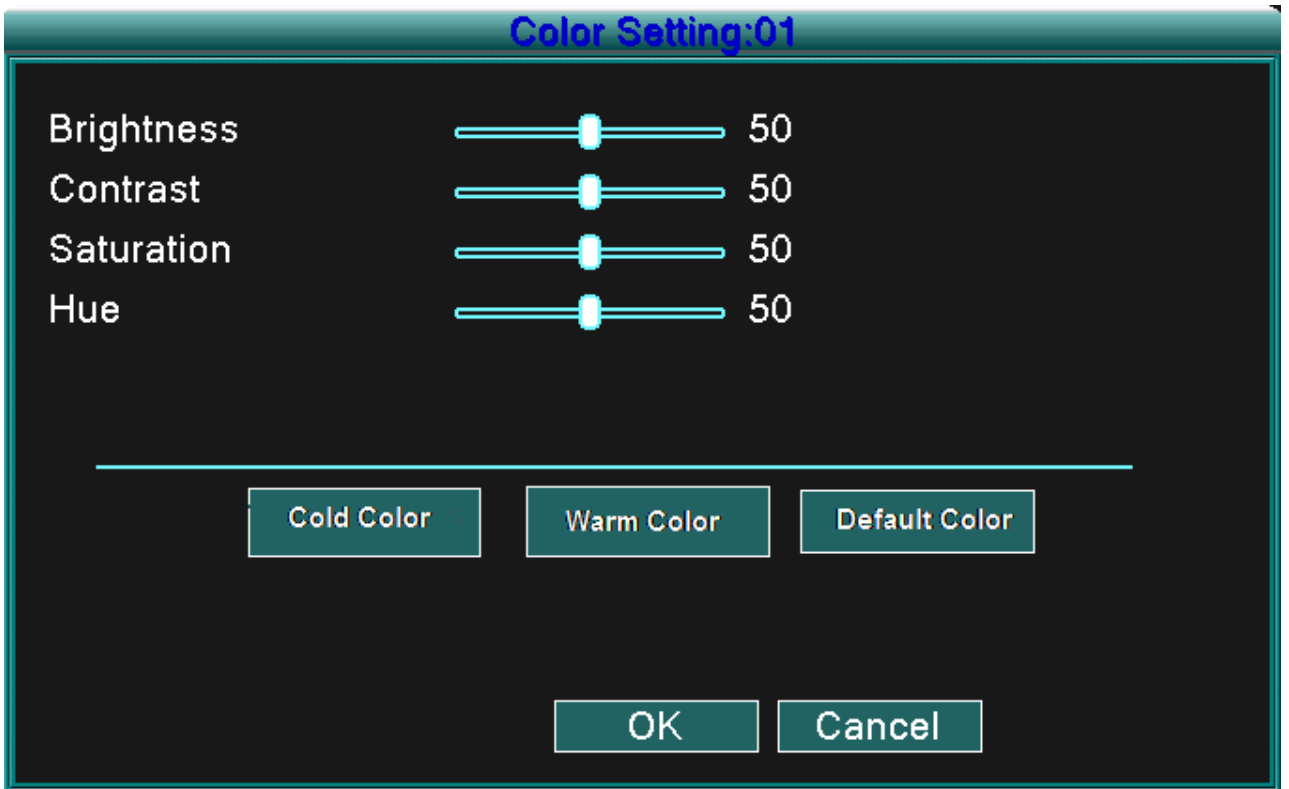 Color Setting:01
Brightness 50
Contrast 50
Saturation 50
Hue 50
Cold Color Warm Color Default Color
OK Cancel